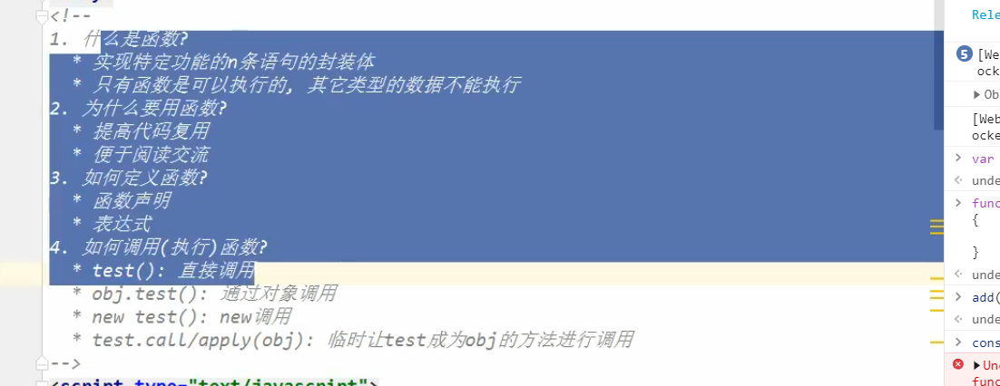 <!--
1. 什么是函数?
* 实现特定功能的n条语句的封装体
* 只有函数是可以执行的, 其它类型的数据不能执行
2. 为什么要用函数?
* 提高代码复用
* 便于阅读交流
3. 如何定义函数?
* 函数声明
* 表达式
4. 如何调用(执行)函数?
* test(): 直接调用
* obj.test(): 通过对象调用
* new test(): new调用
* test.call/apply(obj): 临时让test成为obj的方法进行调用
-->
<script type="text/javascript">
Rele
5 [We
ock
▶ Ob
[Web
ocke
> var
< unde
> func
{
}
< unde
> add(
< unde
> cons
▶ Unc
func